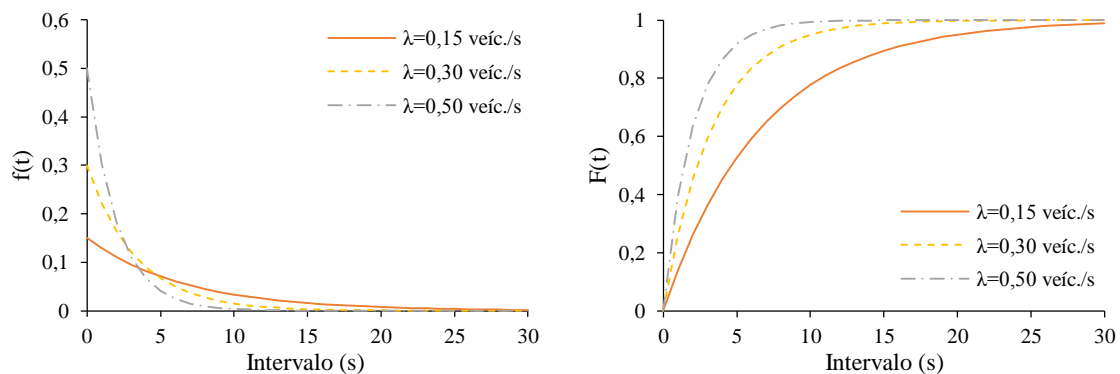 0,6
0,5
0,4
0,3
0,2
0,1
0
f(t)
λ=0,15 veíc./s
λ=0,30 veíc./s
λ=0,50 veíc./s
0 5 10 15 20 25 30
Intervalo (s)
1
0,8
0,6
0,4
0,2
0
F(t)
λ=0,15 veíc./s
λ=0,30 veíc./s
λ=0,50 veíc./s
0 5 10 15 20 25 30
Intervalo (s)